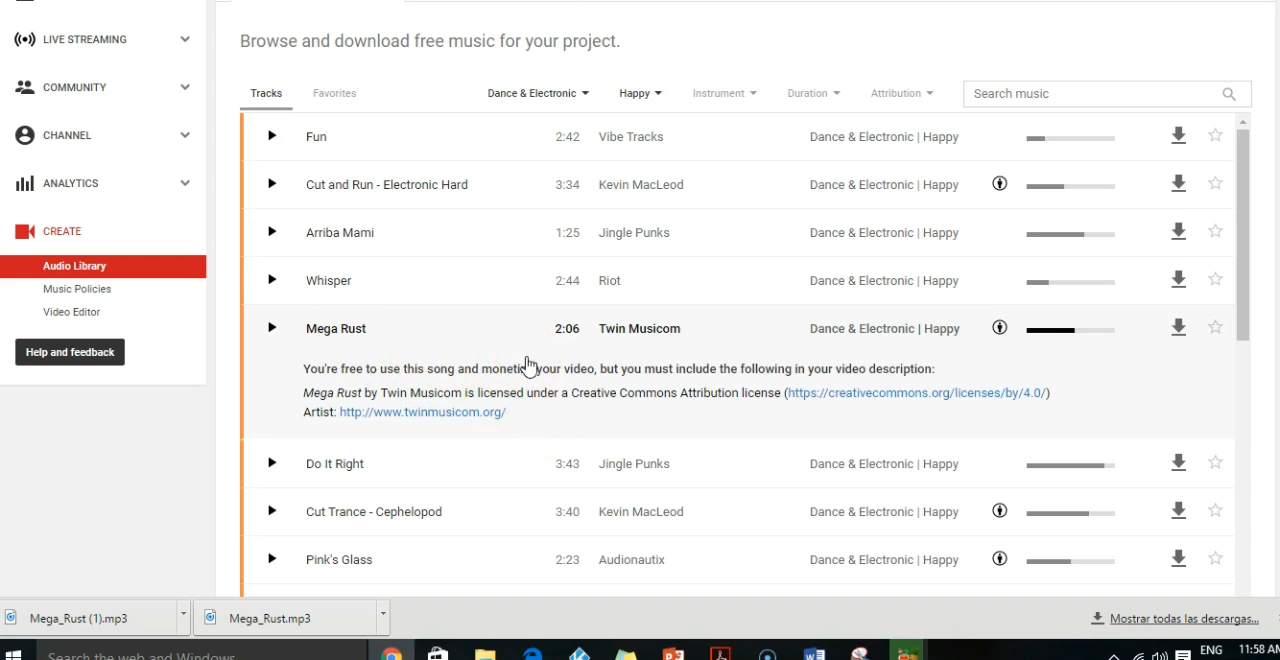 LIVE STREAMING
COMMUNITY
CHANNEL
ANALYTICS
CREATE
Audio Library
Music Policies
Video Editor
Help and feedback
Browse and download free music for your project.
Tracks Favorites Dance & Electronic Happy Instrument Duration Attribution Search music
Fun 2:42 Vibe Tracks Dance & Electronic | Happy
Cut and Run - Electronic Hard 3:34 Kevin MacLeod Dance & Electronic | Happy
Arriba Mami 1:25 Jingle Punks Dance & Electronic | Happy
Whisper 2:44 Riot Dance & Electronic | Happy
Mega Rust 2:06 Twin Musicom Dance & Electronic | Happy
You're free to use this song and monetize your video, but you must include the following in your video description:
Mega Rust by Twin Musicom is licensed under a Creative Commons Attribution license (https://creativecommons.org/licenses/by/4.0/)
Artist: http://www.twinmusicom.org/
Do It Right 3:43 Jingle Punks Dance & Electronic | Happy
Cut Trance - Cephelopod 3:40 Kevin MacLeod Dance & Electronic | Happy
Pink's Glass 2:23 Audionautix Dance & Electronic | Happy
Mega_Rust (1).mp3 Mega_Rust.mp3 Mostrar todas las descargas...
Search the web and Windows ENG 11:58 AM